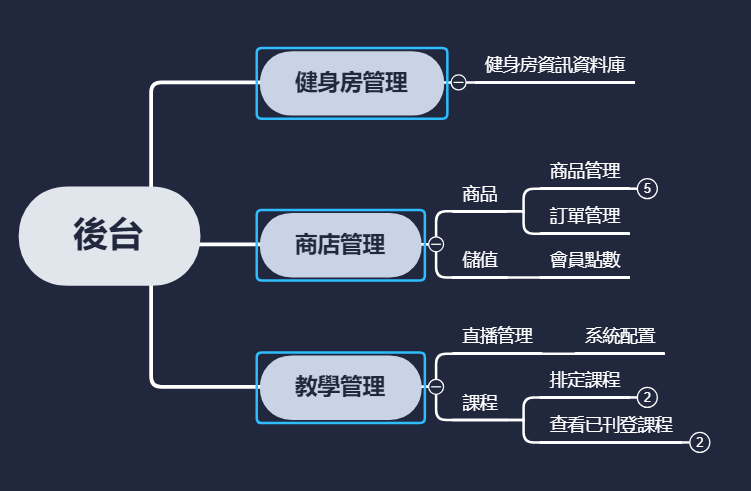 後台
健身房管理
健身房資訊資料庫
商店管理
商品
商品管理
5
訂單管理
儲值
會員點數
教學管理
直播管理
系統配置
課程
排定課程
2
查看已刊登課程
2